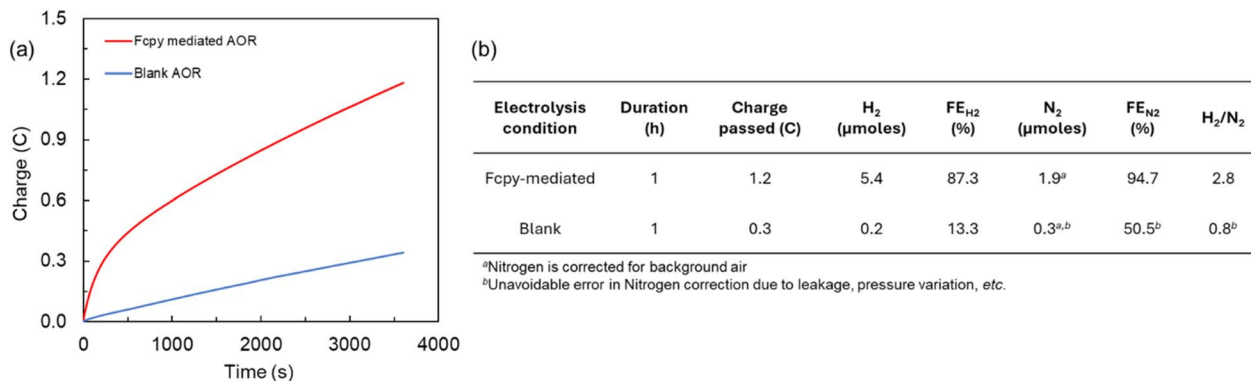 (a)
1.5
1.2
0.9
0.6
0.3
0.0
Charge (C)
Fcpy mediated AOR
Blank AOR
0 1000 2000 3000 4000
Time (s)
(b)
Electrolysis condition Duration (h) Charge passed (C) H₂ (μmoles) FE_H2 (%) N₂ (μmoles) FE_N2 (%) H₂/N₂
Fcpy-mediated 1 1.2 5.4 87.3 1.9ᵃ 94.7 2.8
Blank 1 0.3 0.2 13.3 0.3ᵃ,ᵇ 50.5ᵇ 0.8ᵇ
ᵃNitrogen is corrected for background air
ᵇUnavoidable error in Nitrogen correction due to leakage, pressure variation, etc.